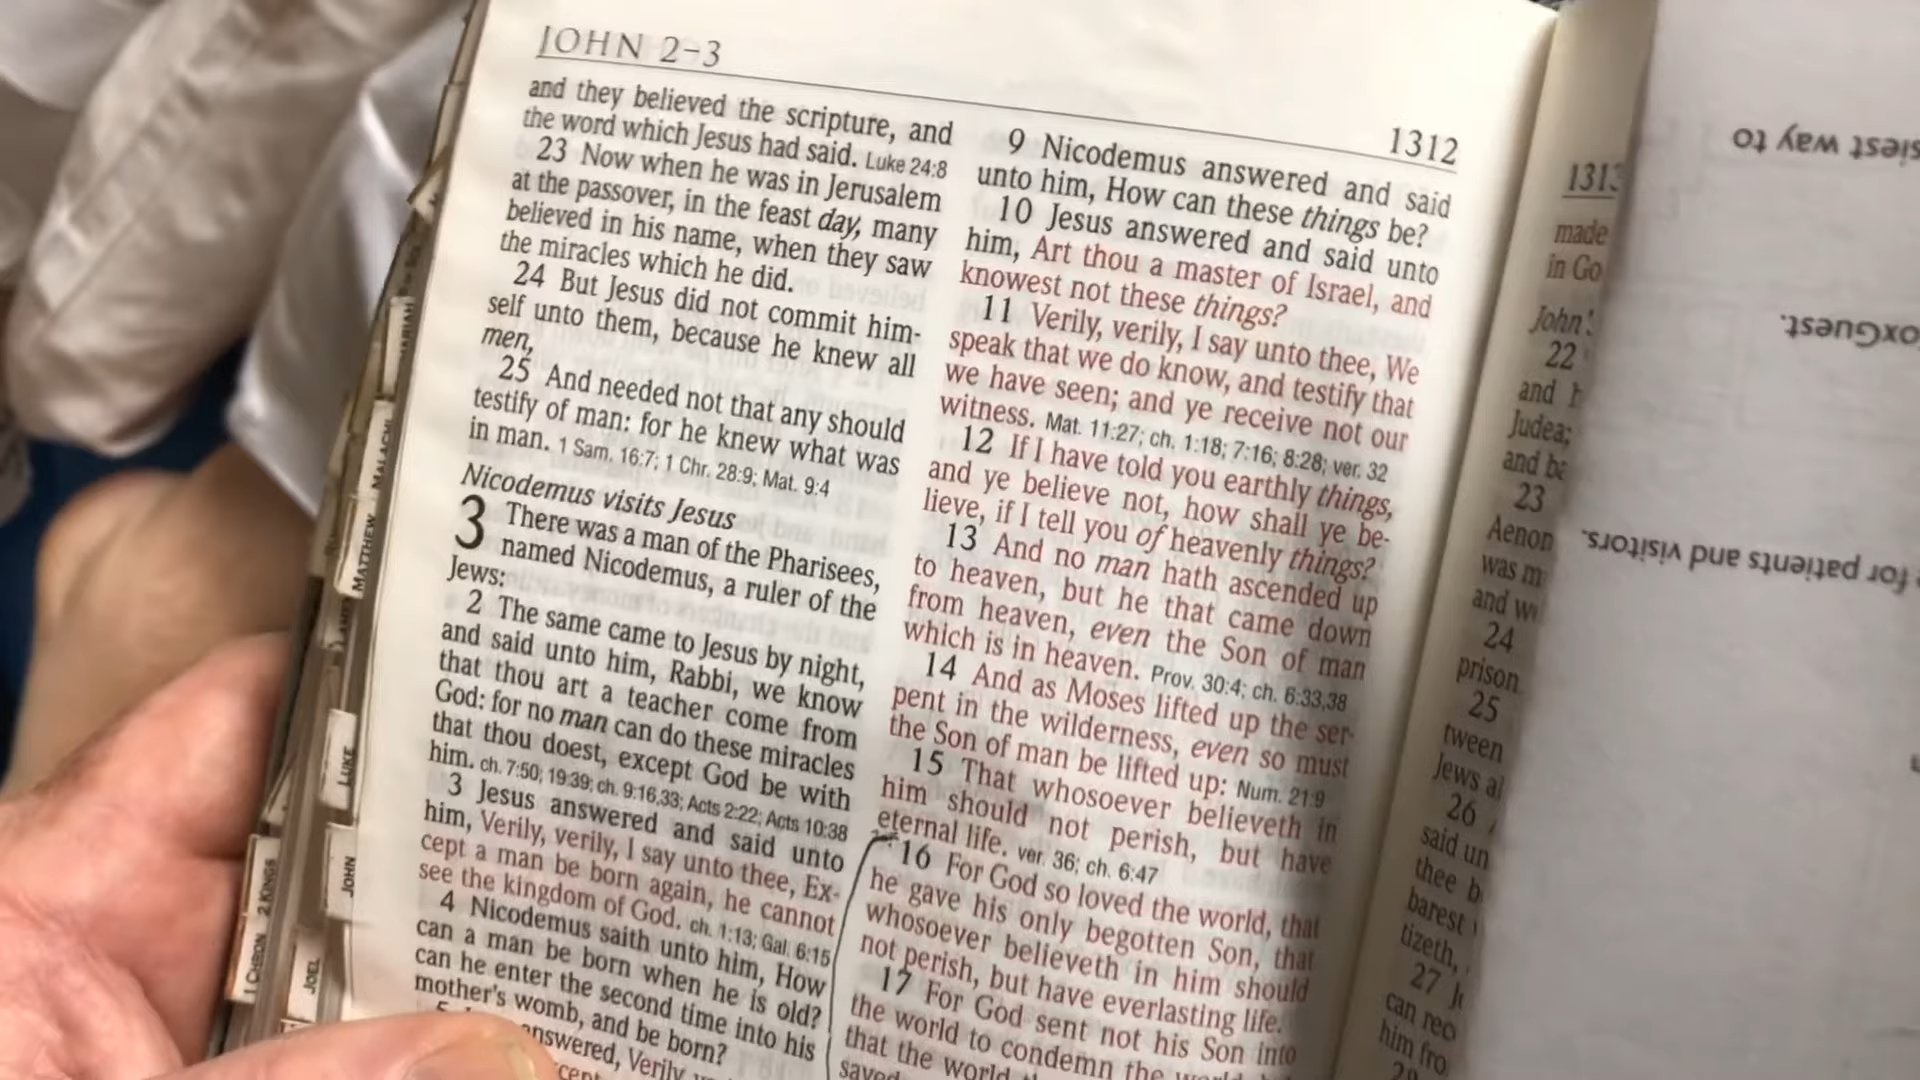 JOHN 2-3
1312
and they believed the scripture, and
the word which Jesus had said. Luke 24:8
23 Now when he was in Jerusalem
at the passover, in the feast day, many
believed in his name, when they saw
the miracles which he did.
24 But Jesus did not commit him-
self unto them, because he knew all
men,
25 And needed not that any should
testify of man: for he knew what was
in man. 1 Sam. 16:7; 1 Chr. 28:9; Mat. 9:4
Nicodemus visits Jesus
3 There was a man of the Pharisees,
named Nicodemus, a ruler of the
Jews:
2 The same came to Jesus by night,
and said unto him, Rabbi, we know
that thou art a teacher come from
God: for no man can do these miracles
that thou doest, except God be with
him. ch. 7:50; 19:39; ch. 9:16,33; Acts 2:22; Acts 10:38
3 Jesus answered and said unto
him, Verily, verily, I say unto thee, Ex-
cept a man be born again, he cannot
see the kingdom of God. ch. 1:13; Gal. 6:15
4 Nicodemus saith unto him, How
can a man be born when he is old?
can he enter the second time into his
mother's womb, and be born?
answered, Verily
9 Nicodemus answered and said
unto him, How can these things be?
10 Jesus answered and said unto
him, Art thou a master of Israel, and
knowest not these things?
11 Verily, verily, I say unto thee, We
speak that we do know, and testify that
we have seen; and ye receive not our
witness. Mat. 11:27; ch. 1:18; 7:16; 8:28; ver. 32
12 If I have told you earthly things,
and ye believe not, how shall ye be-
lieve, if I tell you of heavenly things?
13 And no man hath ascended up
to heaven, but he that came down
from heaven, even the Son of man
which is in heaven. Prov. 30:4; ch. 6:33,38
14 And as Moses lifted up the ser-
pent in the wilderness, even so must
the Son of man be lifted up: Num. 21:9
15 That whosoever believeth in
him should not perish, but have
eternal life. ver. 36; ch. 6:47
16 For God so loved the world, that
he gave his only begotten Son, that
whosoever believeth in him should
not perish, but have everlasting life.
17 For God sent not his Son into
the world to condemn the
that the world
saved
made
in Go
John's
22
and
Judea;
and
23
Aenon
was
and
24
prison
25
tween
Jews
26
said un
thee
barest
tizeth,
27
can
him
MALACHI
MATTHEW
LUKE
JOHN
2 KINGS
1 CHRON
JOEL
way to
for patients and visitors.